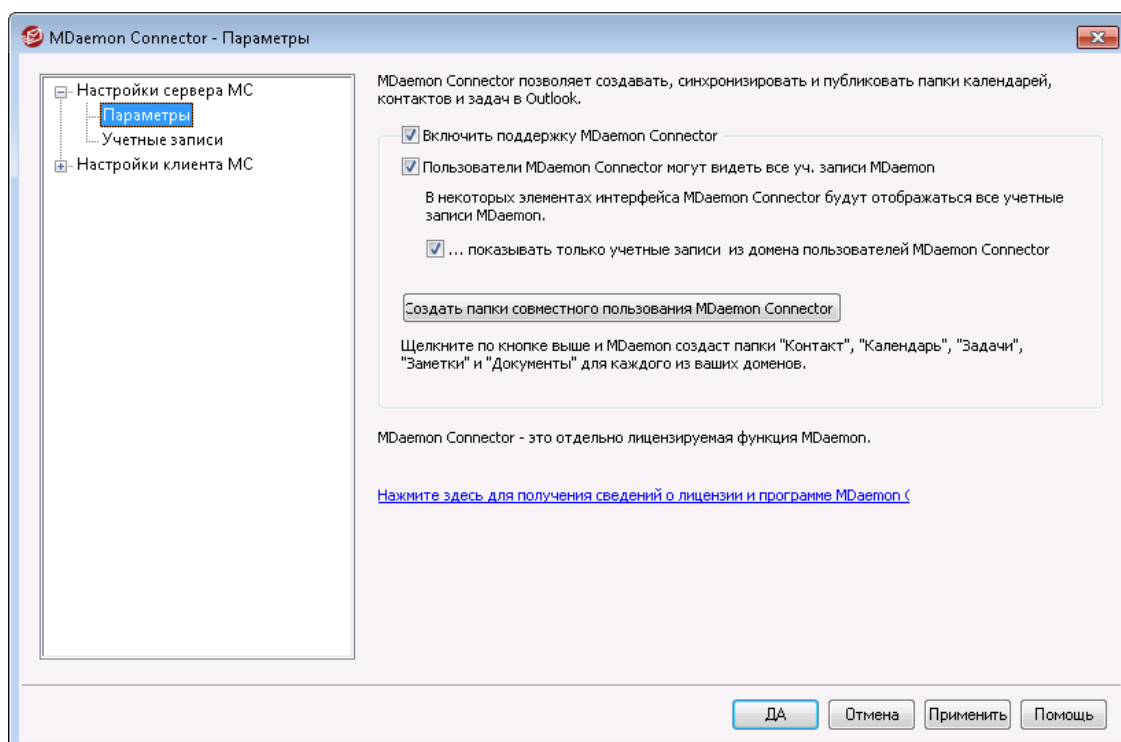 MDaemon Connector - Параметры
Настройки сервера МС
Параметры
Учетные записи
Настройки клиента МС
MDaemon Connector позволяет создавать, синхронизировать и публиковать папки календарей,
контактов и задач в Outlook.
Включить поддержку MDaemon Connector
Пользователи MDaemon Connector могут видеть все уч. записи MDaemon
В некоторых элементах интерфейса MDaemon Connector будут отображаться все учетные
записи MDaemon.
... показывать только учетные записи из домена пользователей MDaemon Connector
Создать папки совместного пользования MDaemon Connector
Щелкните по кнопке выше и MDaemon создаст папки "Контакт", "Календарь", "Задачи",
"Заметки" и "Документы" для каждого из ваших доменов.
MDaemon Connector - это отдельно лицензируемая функция MDaemon.
Нажмите здесь для получения сведений о лицензии и программе MDaemon
ДА
Отмена
Применить
Помощь